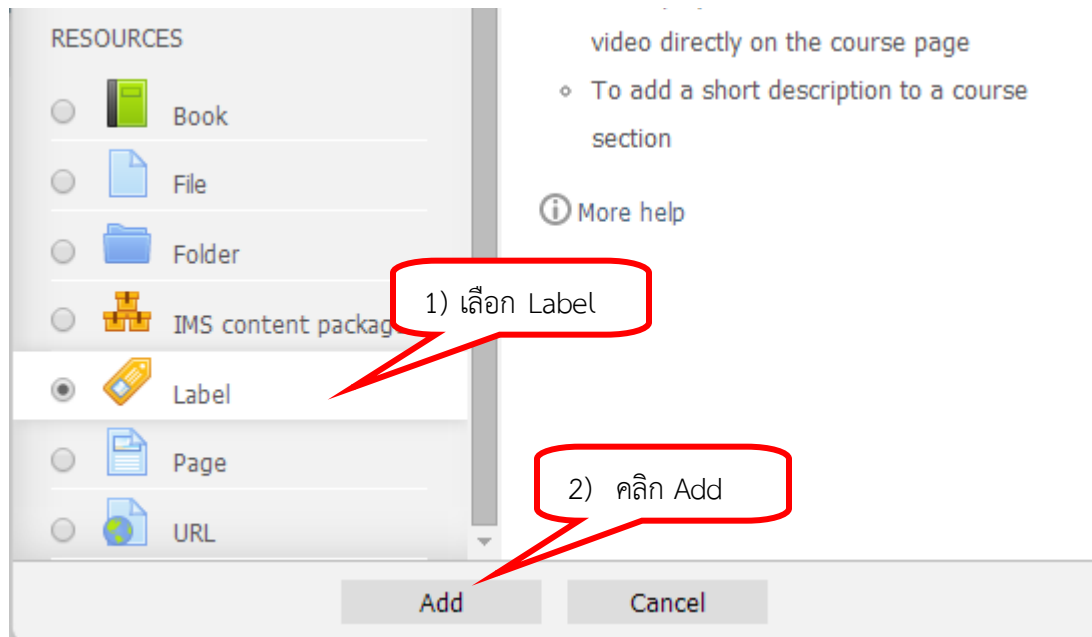 RESOURCES
Book
File
Folder
IMS content packag
Label
Page
URL
video directly on the course page
To add a short description to a course
section
More help
1) เลือก Label
2) คลิก Add
Add
Cancel